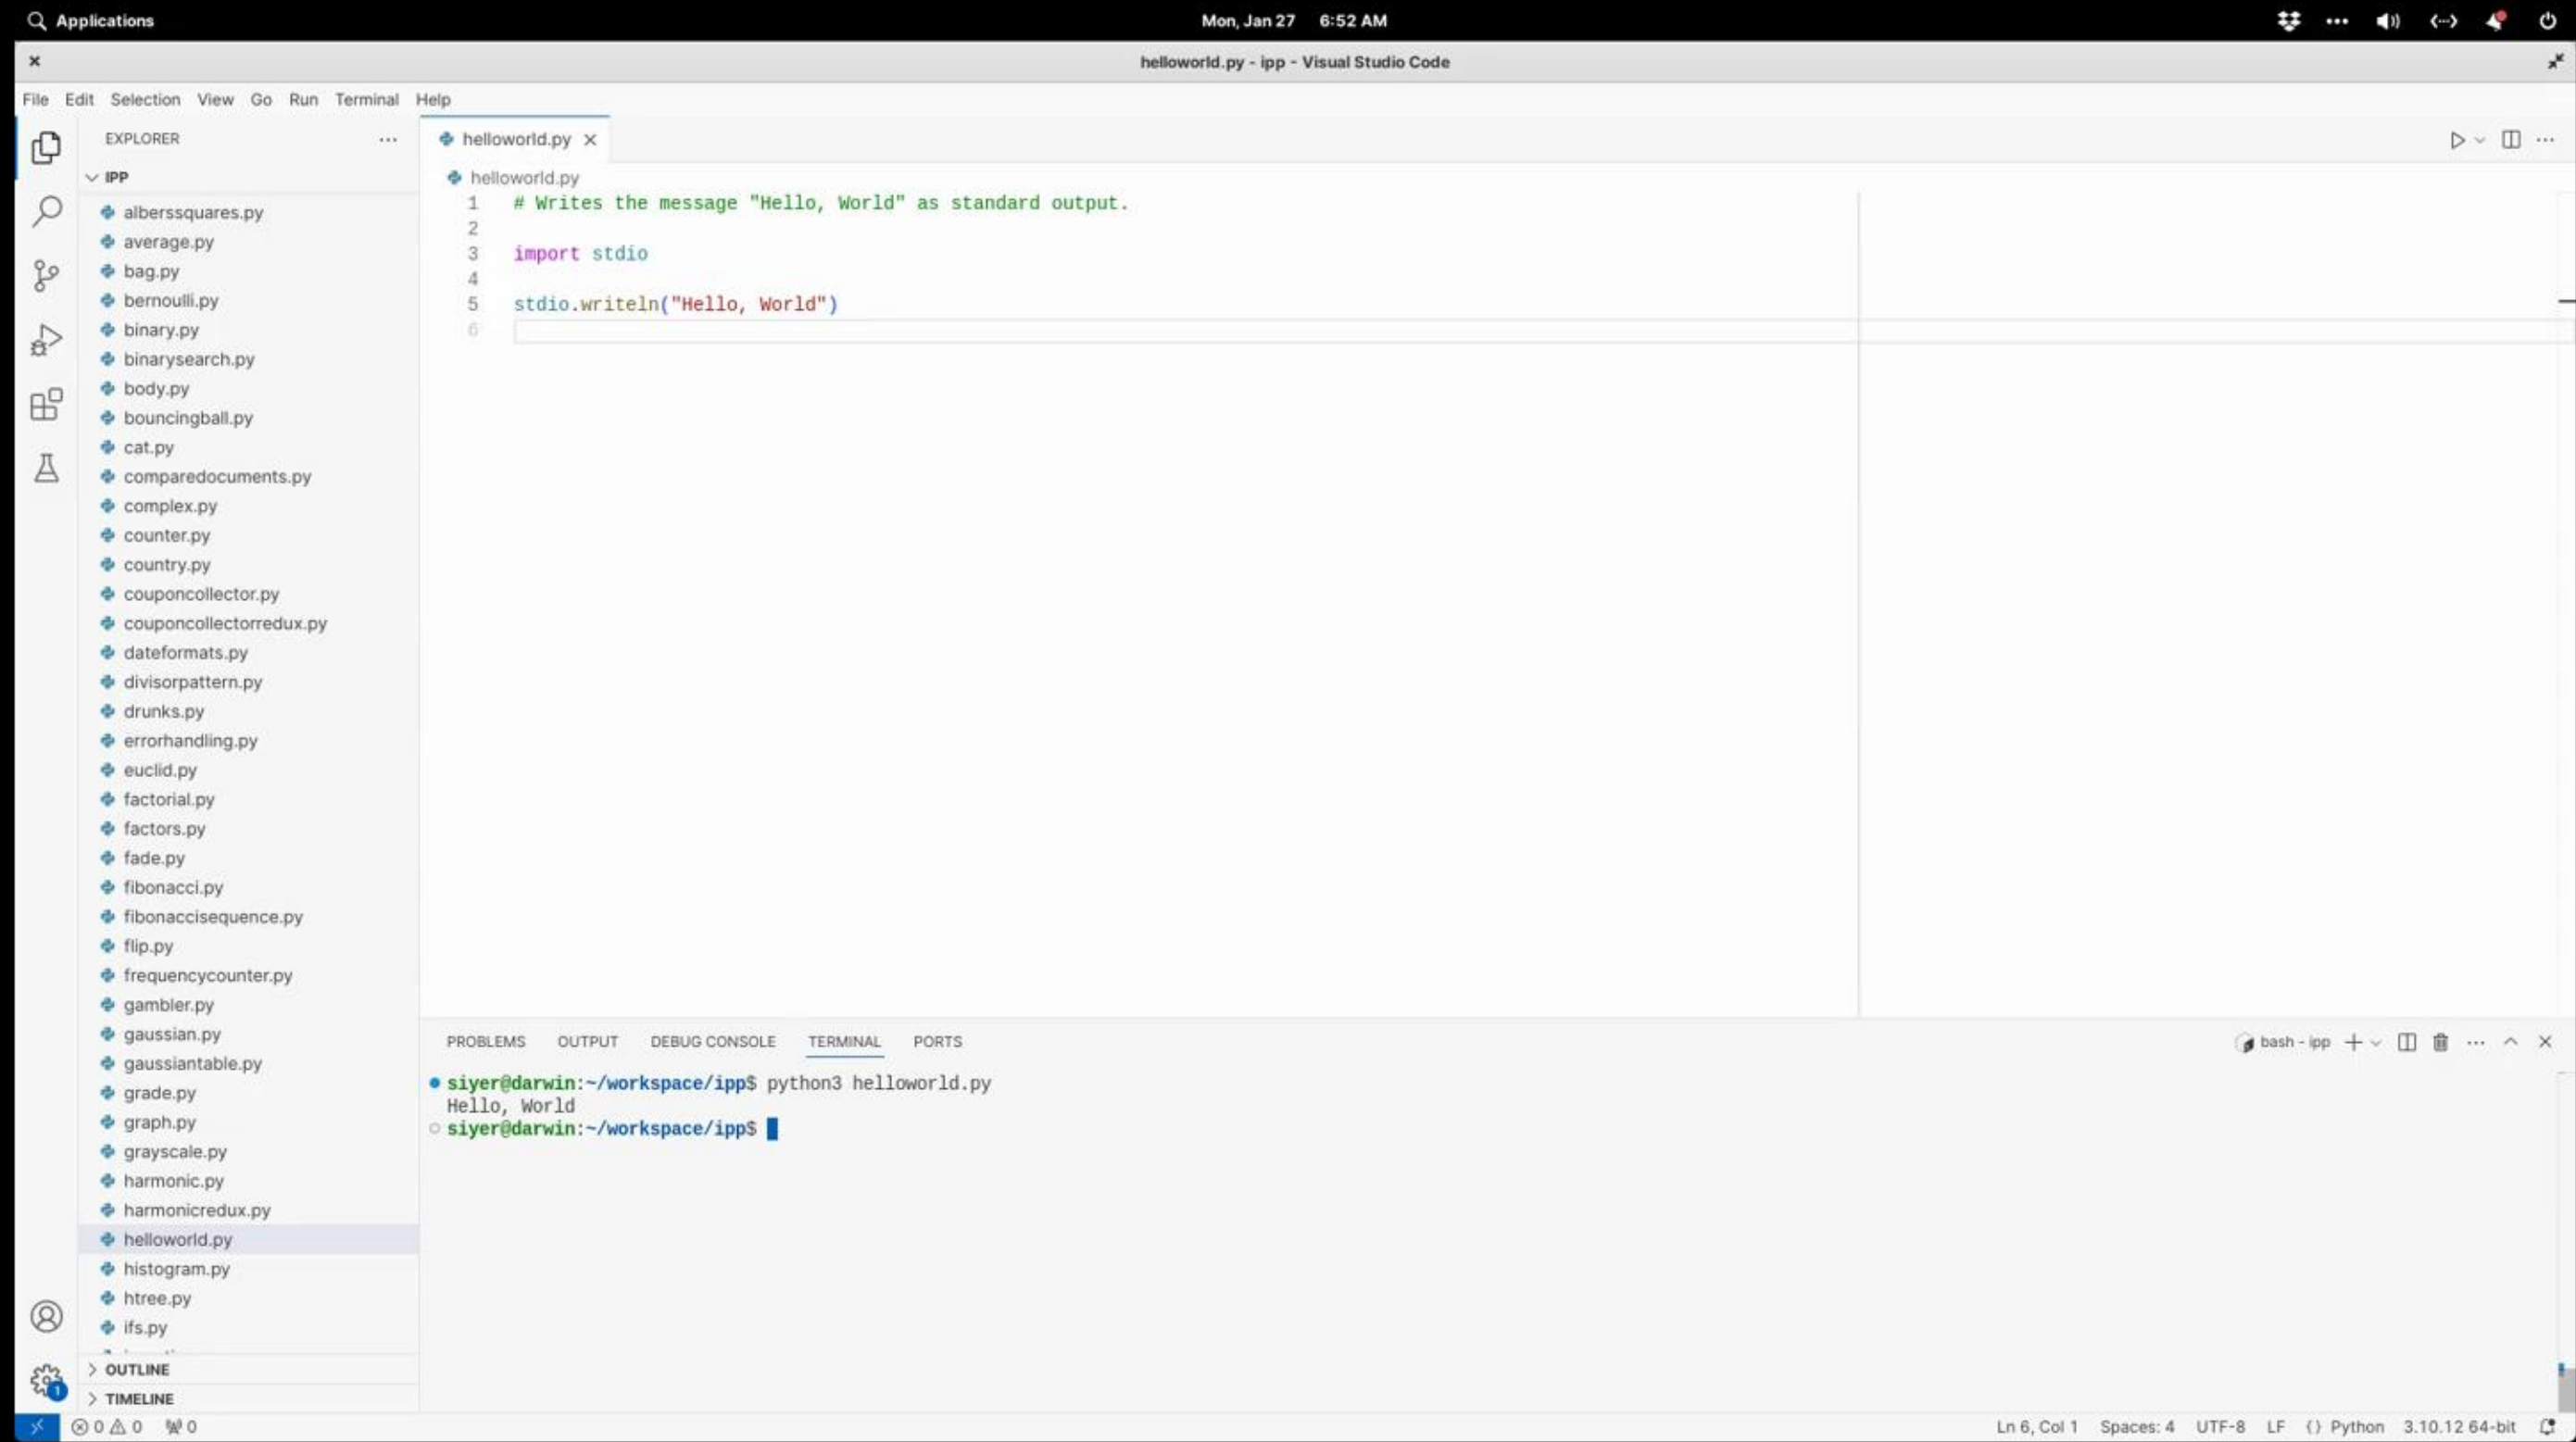 Applications
Mon, Jan 27 6:52 AM
helloworld.py - ipp - Visual Studio Code
File Edit Selection View Go Run Terminal Help
EXPLORER
IPP
alberssquares.py
average.py
bag.py
bernoulli.py
binary.py
binarysearch.py
body.py
bouncingball.py
cat.py
comparedocuments.py
complex.py
counter.py
country.py
couponcollector.py
couponcollectorredux.py
dateformats.py
divisorpattern.py
drunks.py
errorhandling.py
euclid.py
factorial.py
factors.py
fade.py
fibonacci.py
fibonaccisequence.py
flip.py
frequencycounter.py
gambler.py
gaussian.py
gaussiantable.py
grade.py
graph.py
grayscale.py
harmonic.py
harmonicredux.py
helloworld.py
histogram.py
htree.py
ifs.py
OUTLINE
TIMELINE
helloworld.py
helloworld.py
1 # Writes the message "Hello, World" as standard output.
2
3 import stdio
4
5 stdio.writeln("Hello, World")
6
PROBLEMS OUTPUT DEBUG CONSOLE TERMINAL PORTS
bash - ipp
siyer@darwin:~/workspace/ipp$ python3 helloworld.py
Hello, World
siyer@darwin:~/workspace/ipp$
1
0 0 0
Ln 6, Col 1 Spaces: 4 UTF-8 LF {} Python 3.10.12 64-bit